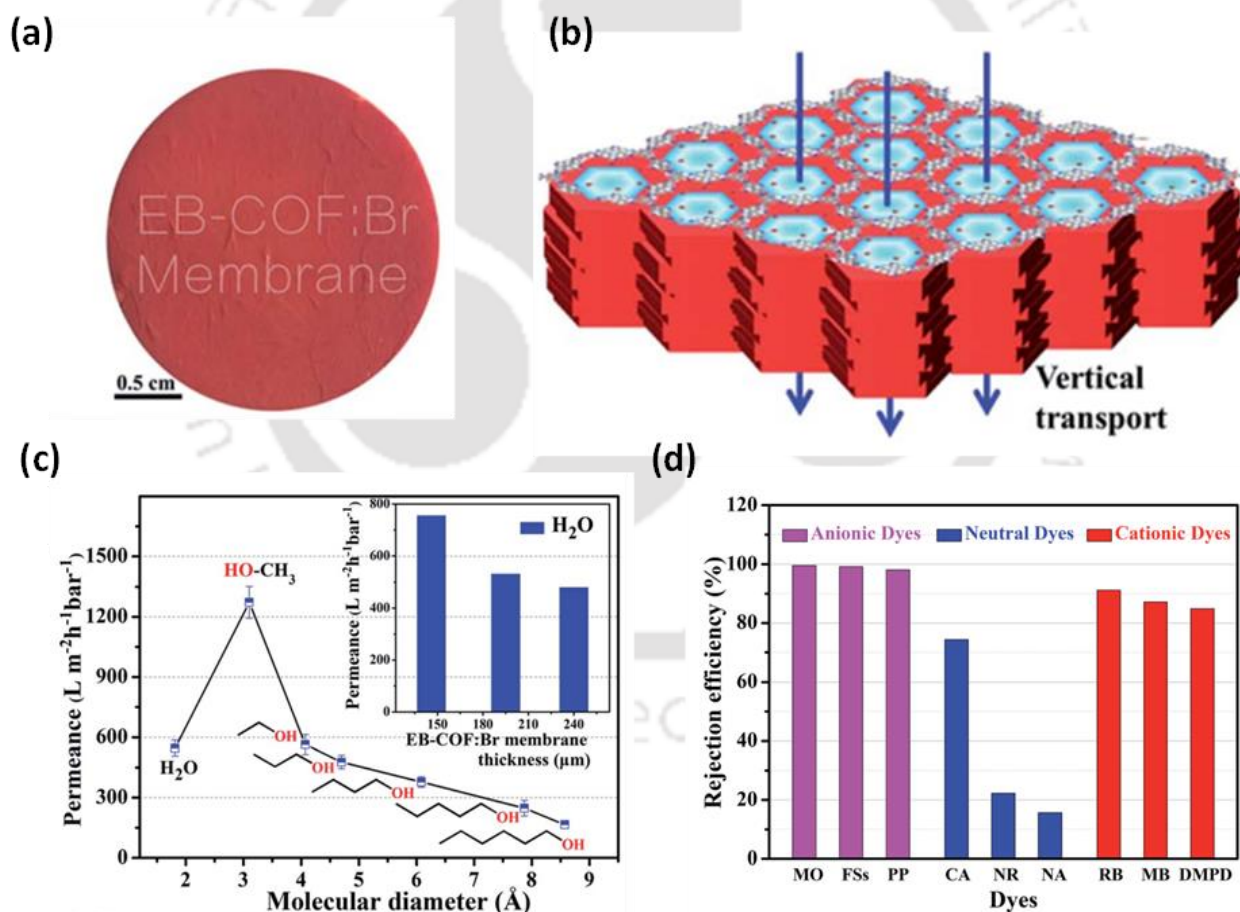 (a)
EB-COF:Br
Membrane
0.5 cm
(b)
Vertical
transport
(c)
Permeance (L m⁻²h⁻¹bar⁻¹)
1500
1200
900
600
300
0
HO-CH₃
H₂O
OH
OH
OH
OH
OH
2 3 4 5 6 7 8 9
Molecular diameter (Å)
Permeance (L m⁻²h⁻¹bar⁻¹)
800
600
400
200
0
H₂O
150 180 210 240
EB-COF:Br membrane
thickness (µm)
(d)
Rejection efficiency (%)
120
100
80
60
40
20
0
Anionic Dyes Neutral Dyes Cationic Dyes
MO FSs PP CA NR NA RB MB DMPD
Dyes